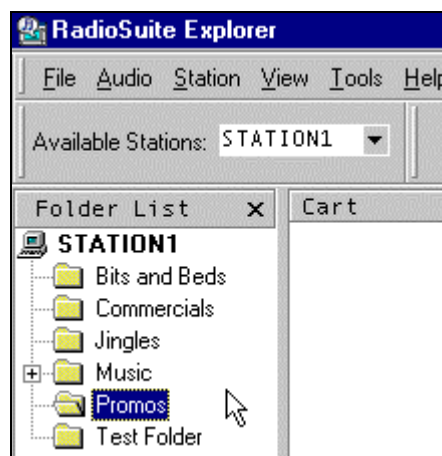 RadioSuite Explorer
File Audio Station View Tools Help
Available Stations: STATION1
Folder List x Cart
STATION1
Bits and Beds
Commercials
Jingles
Music
Promos
Test Folder